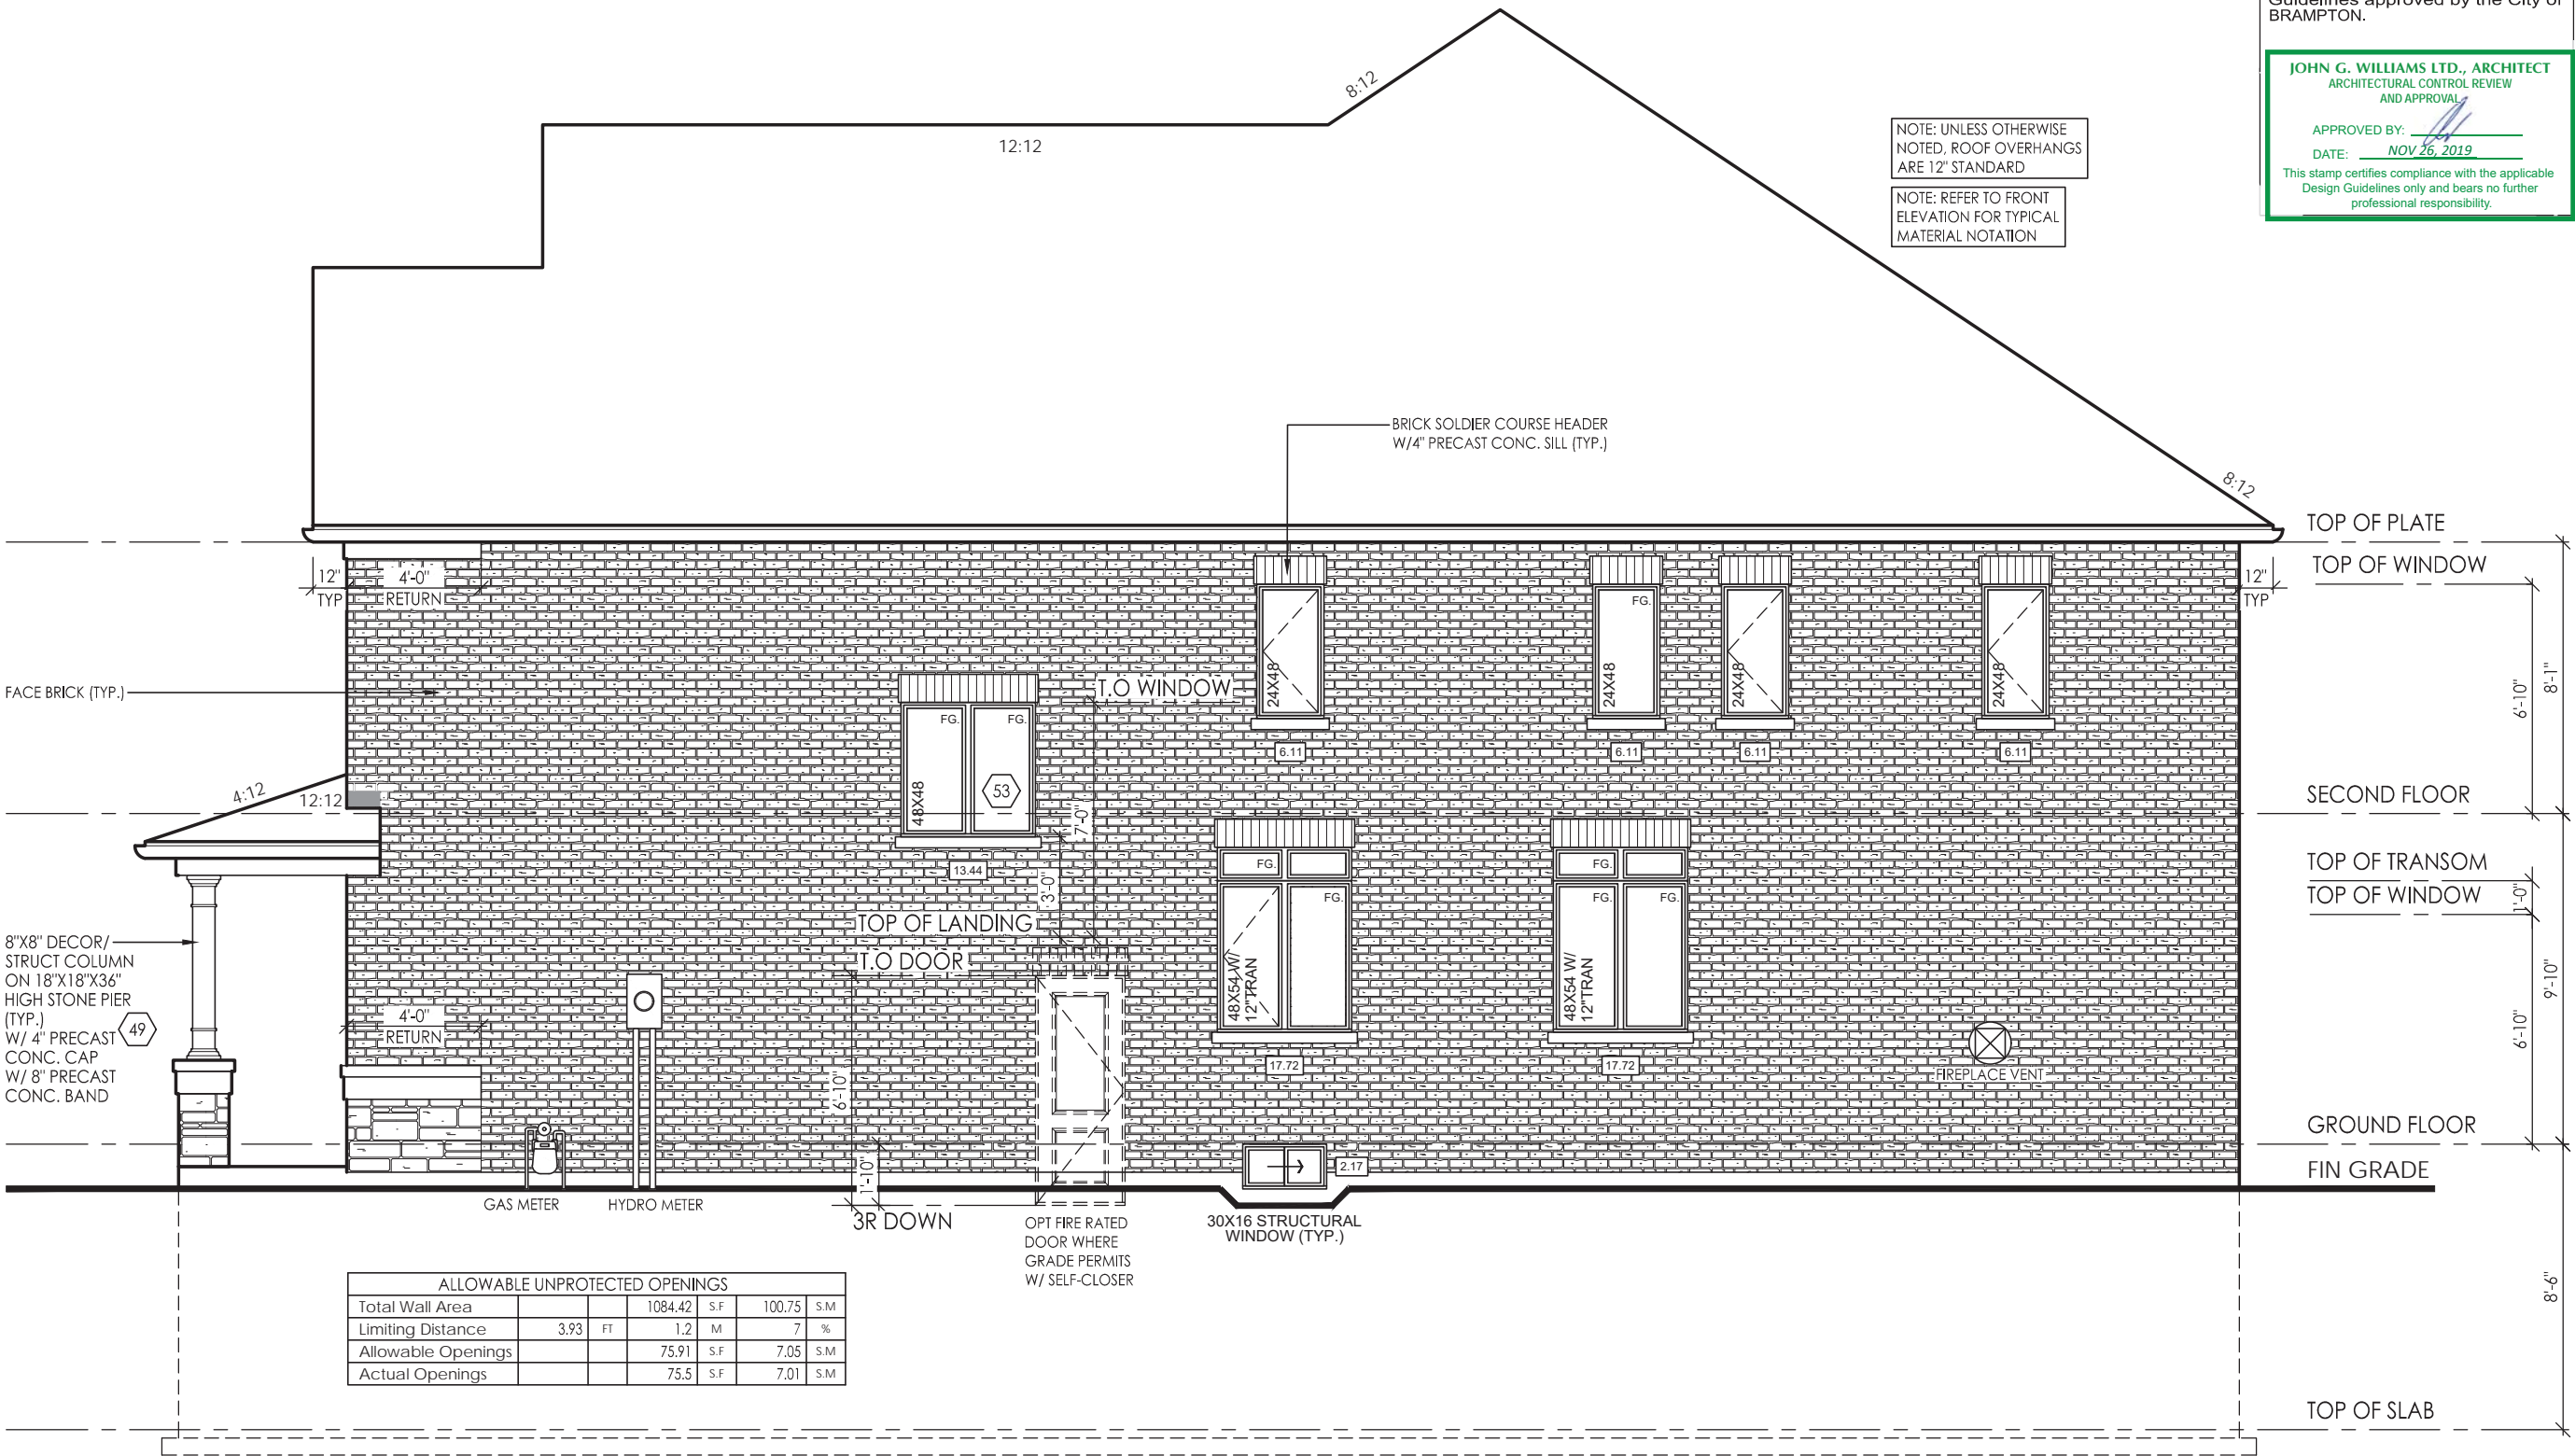 Guidelines approved by the City of
BRAMPTON.
JOHN G. WILLIAMS LTD., ARCHITECT
ARCHITECTURAL CONTROL REVIEW
AND APPROVAL
APPROVED BY:
DATE: NOV 26, 2019
This stamp certifies compliance with the applicable
Design Guidelines only and bears no further
professional responsibility.
8:12
12:12
NOTE: UNLESS OTHERWISE
NOTED, ROOF OVERHANGS
ARE 12" STANDARD
NOTE: REFER TO FRONT
ELEVATION FOR TYPICAL
MATERIAL NOTATION
BRICK SOLDIER COURSE HEADER
W/4" PRECAST CONC. SILL (TYP.)
8:12
TOP OF PLATE
TOP OF WINDOW
12"
TYP
4'-0"
RETURN
12"
TYP
FG.
24X48
24X48
24X48
24X48
6'-10"
8'-1"
FACE BRICK (TYP.)
T.O WINDOW
FG.
FG.
48X48
53
6.11
6.11
6.11
6.11
4:12
12:12
7'-0"
SECOND FLOOR
13.44
3'-0"
FG.
FG.
FG.
FG.
FG.
TOP OF TRANSOM
TOP OF WINDOW
1'-0"
TOP OF LANDING
T.O DOOR
8"X8" DECOR/
STRUCT COLUMN
ON 18"X18"X36"
HIGH STONE PIER
(TYP.)
W/ 4" PRECAST
CONC. CAP
W/ 8" PRECAST
CONC. BAND
49
4'-0"
RETURN
48X54 W/
12"TRAN
48X54 W/
12"TRAN
9'-10"
6'-10"
17.72
17.72
FIREPLACE VENT
6'-10"
GROUND FLOOR
1'-10"
2.17
FIN GRADE
GAS METER
HYDRO METER
3R DOWN
OPT FIRE RATED
DOOR WHERE
GRADE PERMITS
W/ SELF-CLOSER
30X16 STRUCTURAL
WINDOW (TYP.)
8'-6"
ALLOWABLE UNPROTECTED OPENINGS
Total Wall Area 1084.42 S.F 100.75 S.M
Limiting Distance 3.93 FT 1.2 M 7 %
Allowable Openings 75.91 S.F 7.05 S.M
Actual Openings 75.5 S.F 7.01 S.M
TOP OF SLAB